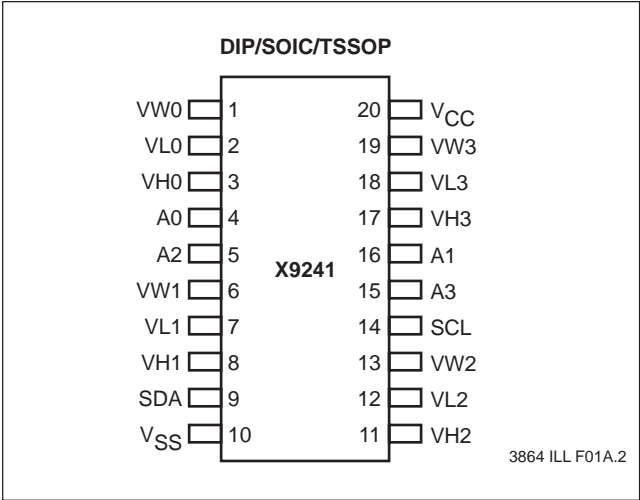 DIP/SOIC/TSSOP
VW0 1 20 VCC
VL0 2 19 VW3
VH0 3 18 VL3
A0 4 17 VH3
A2 5 16 A1
X9241
VW1 6 15 A3
VL1 7 14 SCL
VH1 8 13 VW2
SDA 9 12 VL2
VSS 10 11 VH2
3864 ILL F01A.2